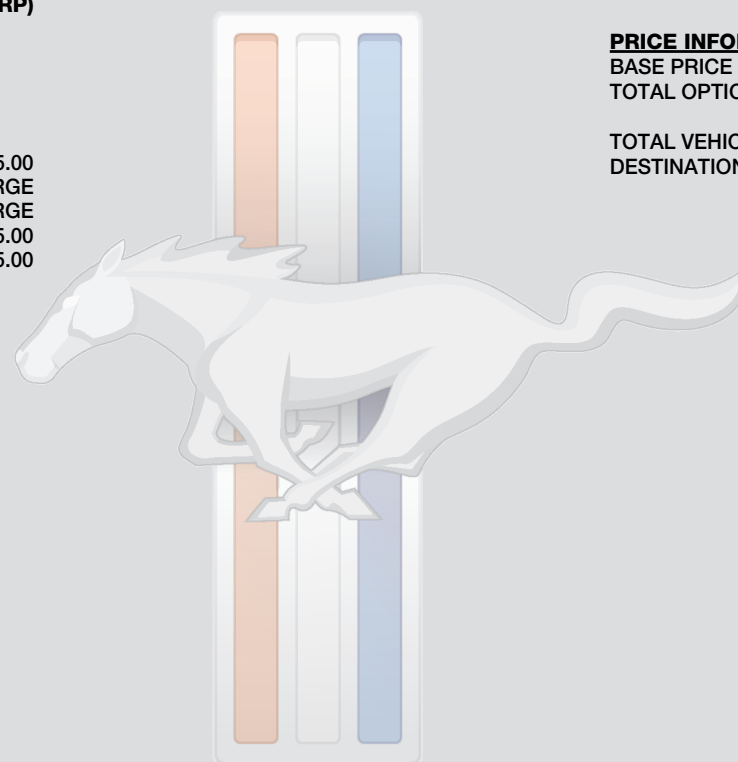 RP)
5.00
RGE
RGE
5.00
5.00
PRICE INFO
BASE PRICE
TOTAL OPTIO
TOTAL VEHIC
DESTINATION